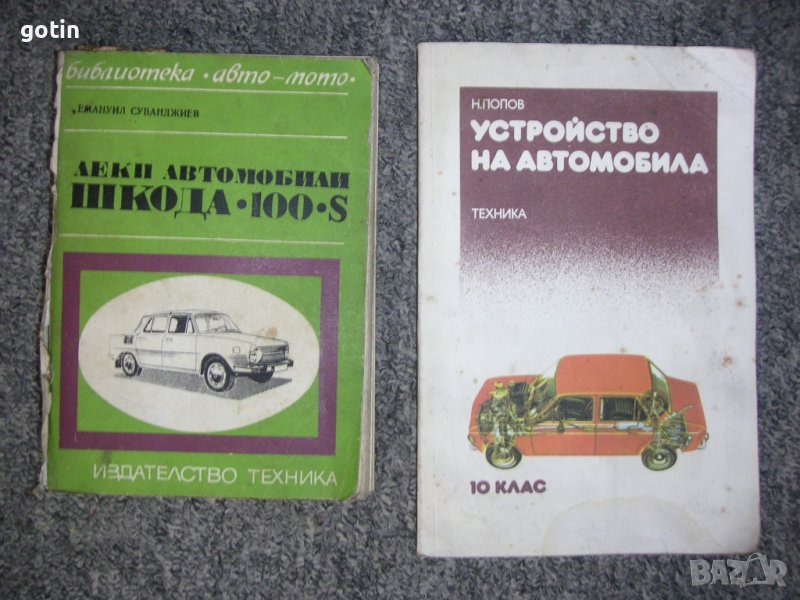 gotin
библиотека • авто – мото •
ЕМАНУИЛ СУВАНДЖИЕВ
ЛЕКИ АВТОМОБИЛИ
ШКОДА • 100 • S
ИЗДАТЕЛСТВО ТЕХНИКА
Н. ПОПОВ
УСТРОЙСТВО
НА АВТОМОБИЛА
ТЕХНИКА
10 КЛАС
BAZAR